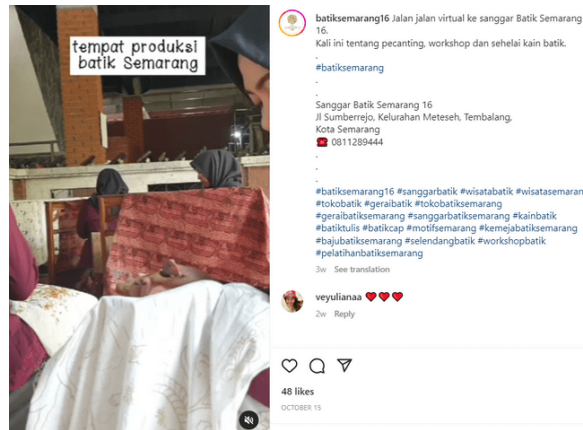 tempat produksi
batik Semarang
batiksemarang16 Jalan jalan virtual ke sanggar Batik Semarang
16.
Kali ini tentang pecanting, workshop dan sehelai kain batik.
.
#batiksemarang
.
.
Sanggar Batik Semarang 16
Jl Sumberrejo, Kelurahan Meteseh, Tembalang,
Kota Semarang
☎ 0811289444
.
.
.
#batiksemarang16 #sanggarbatik #wisatabatik #wisatasemaran
#tokobatik #geraibatik #tokobatiksemarang
#geraibatiksemarang #sanggarbatiksemarang #kainbatik
#batiktulis #batikcap #motifsemarang #kemejabatiksemarang
#bajubatiksemarang #selendangbatik #workshopbatik
#pelatihanbatiksemarang
3w See translation
veyulianaa ❤❤❤
2w Reply
48 likes
OCTOBER 15